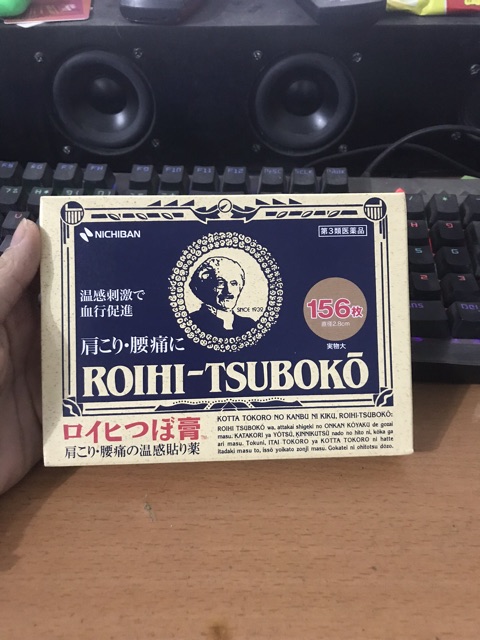 NICHIBAN
第3類医薬品
温感刺激で
血行促進
SINCE 1932
156枚
直径2.8cm
実物大
肩こり・腰痛に
ROIHI-TSUBOKŌ
ロイヒつぼ膏
肩こり・腰痛の温感貼り薬
KOTTA TOKORO NO KANBU NI KIKU, ROIHI-TSUBOKŌ:
ROIHI TSUBOKŌ wa, attakai shigeki no ONKAN KŌYAKŪ de gozai
masu. KATAKORI ya YŌTSŪ, KINNIKUTSŪ nado no hito ni, kōka ga
ari masu. Tokuni, ITAI TOKORO ya KOTTA TOKORO ni hatte
itadaki masu to, issō yoikato zonji masu. Gokatei ni ohitotsu dōzo.